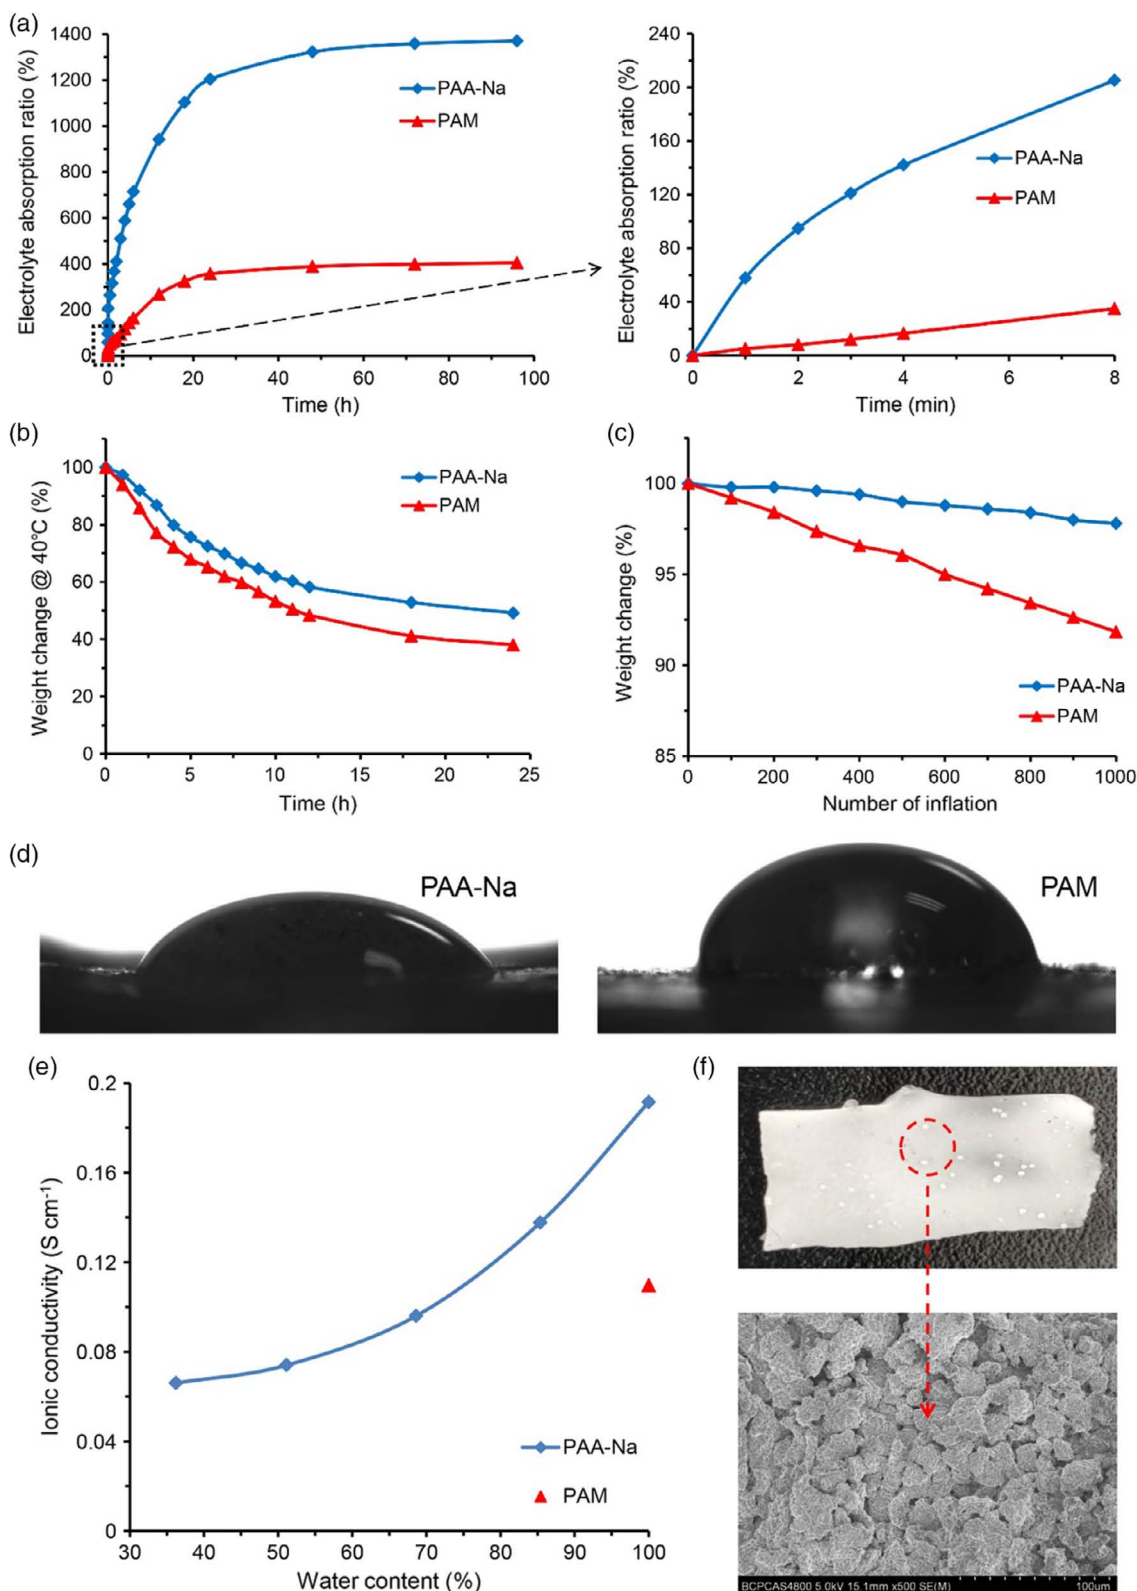 (a)
Electrolyte absorption ratio (%)
1400
1200
1000
800
600
400
200
0
PAA-Na
PAM
0 20 40 60 80 100
Time (h)
Electrolyte absorption ratio (%)
240
200
160
120
80
40
0
PAA-Na
PAM
0 2 4 6 8
Time (min)
(b)
Weight change @ 40°C (%)
100
80
60
40
20
0
PAA-Na
PAM
0 5 10 15 20 25
Time (h)
(c)
Weight change (%)
100
95
90
85
PAA-Na
PAM
0 200 400 600 800 1000
Number of inflation
(d)
PAA-Na
PAM
(e)
Ionic conductivity (S cm⁻¹)
0.2
0.16
0.12
0.08
0.04
0
PAA-Na
PAM
30 40 50 60 70 80 90 100
Water content (%)
(f)
BCPCAS4800 5.0kV 15.1mm x500 SE(M) 100um